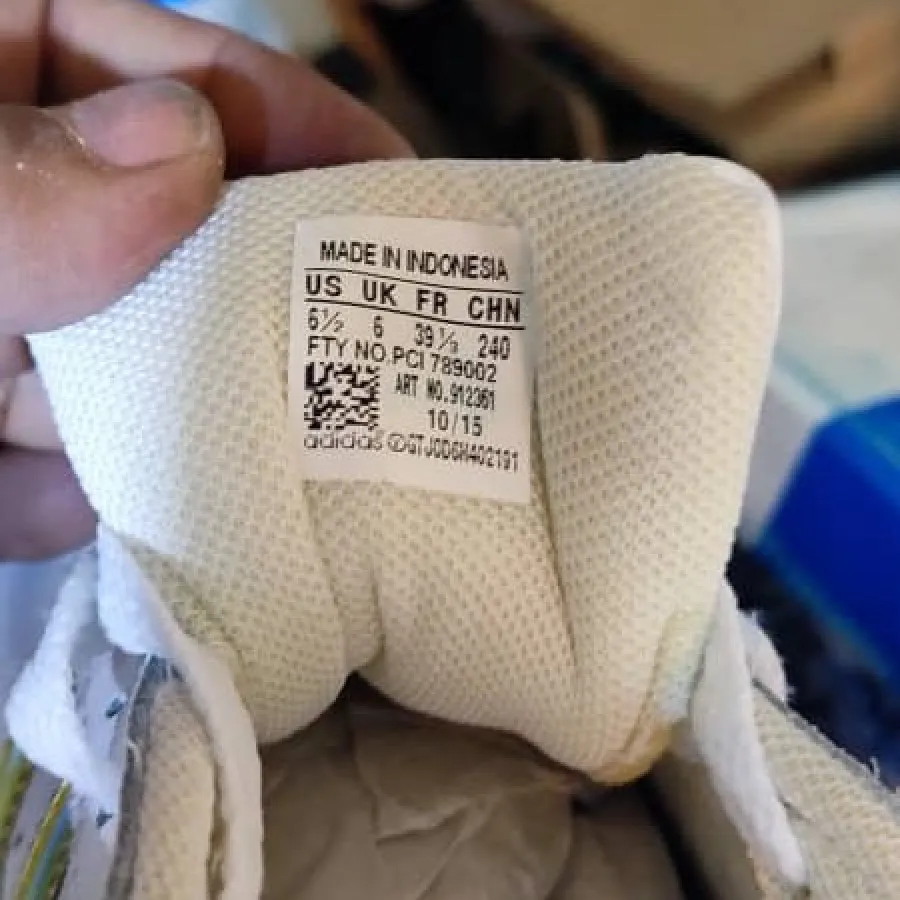 MADE IN INDONESIA
US UK FR CHN
6½ 6 39⅓ 240
FTY NO PCI 789002
ART NO.912361
10/15
adidas ⓅGTJ0D6H402191